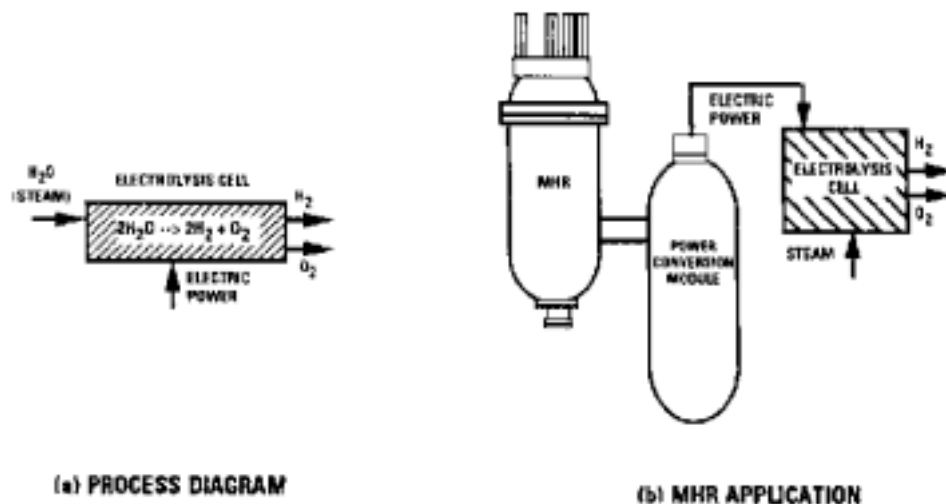 H₂O
(STEAM)
ELECTROLYSIS CELL
H₂
2H₂O --> 2H₂ + O₂
O₂
ELECTRIC
POWER
(a) PROCESS DIAGRAM
MHR
POWER
CONVERSION
MODULE
ELECTRIC
POWER
ELECTROLYSIS
CELL
H₂
O₂
STEAM
(b) MHR APPLICATION